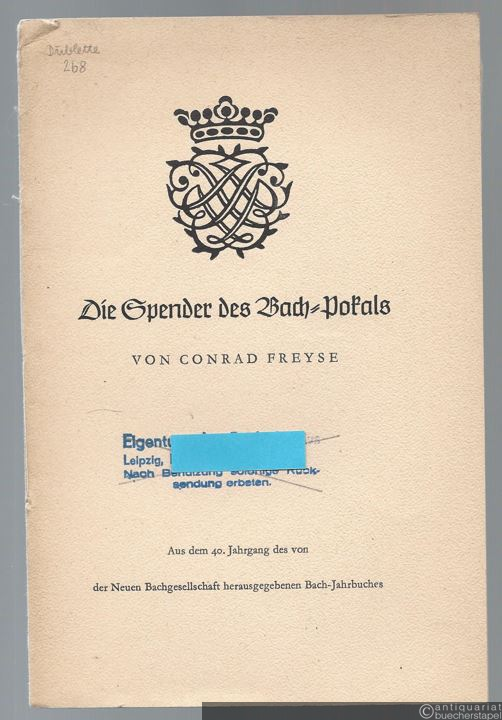 Dublette
268
Die Spender des Bach-Pokals
VON CONRAD FREYSE
Leipzig,
Nach Benutzung sofortige Rück-
sendung erbeten.
Aus dem 40. Jahrgang des von
der Neuen Bachgesellschaft herausgegebenen Bach-Jahrbuches
antiquariat
buecherstapel